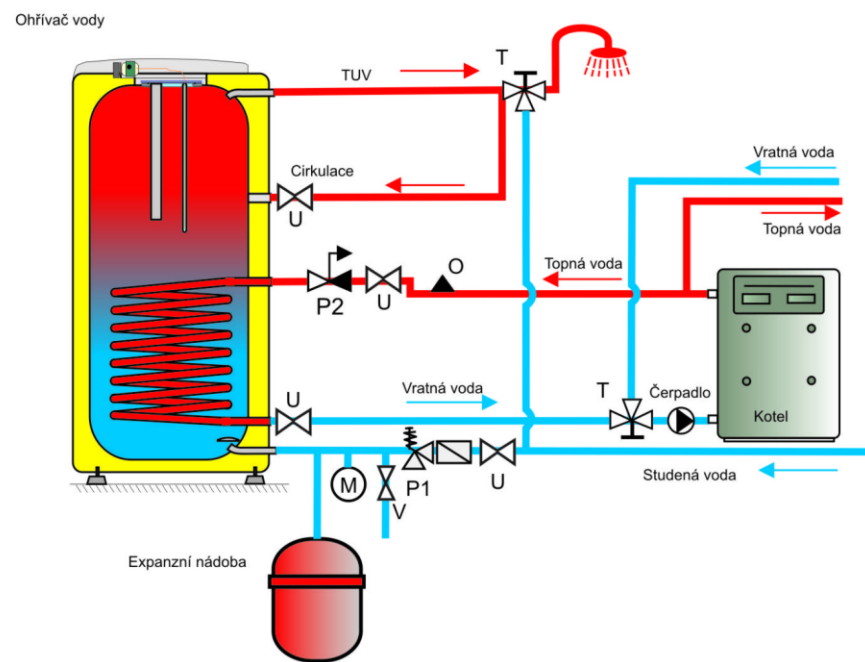 Ohřívač vody
TUV
T
Vratná voda
Cirkulace
U
Topná voda
Topná voda
O
P2
U
U
Vratná voda
T
Čerpadlo
Kotel
M
V
P1
U
Studená voda
Expanzní nádoba